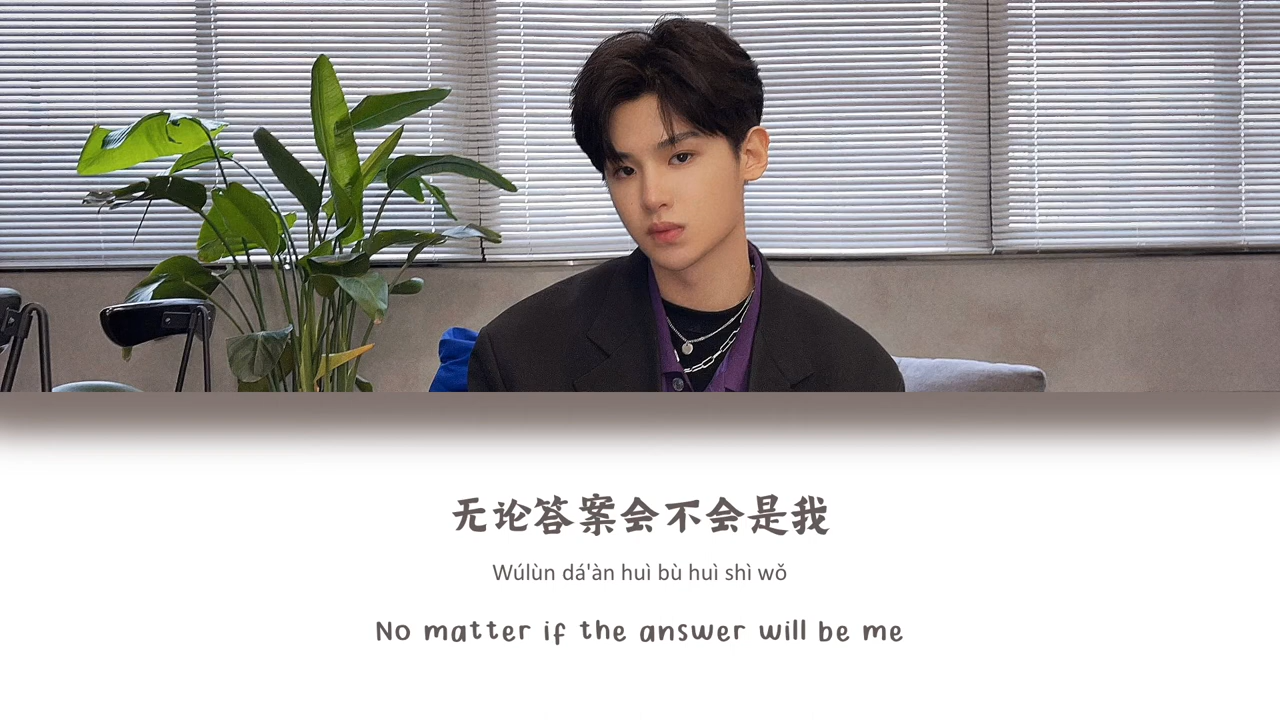 无论答案会不会是我
Wúlùn dá'àn huì bù huì shì wǒ
No matter if the answer will be me